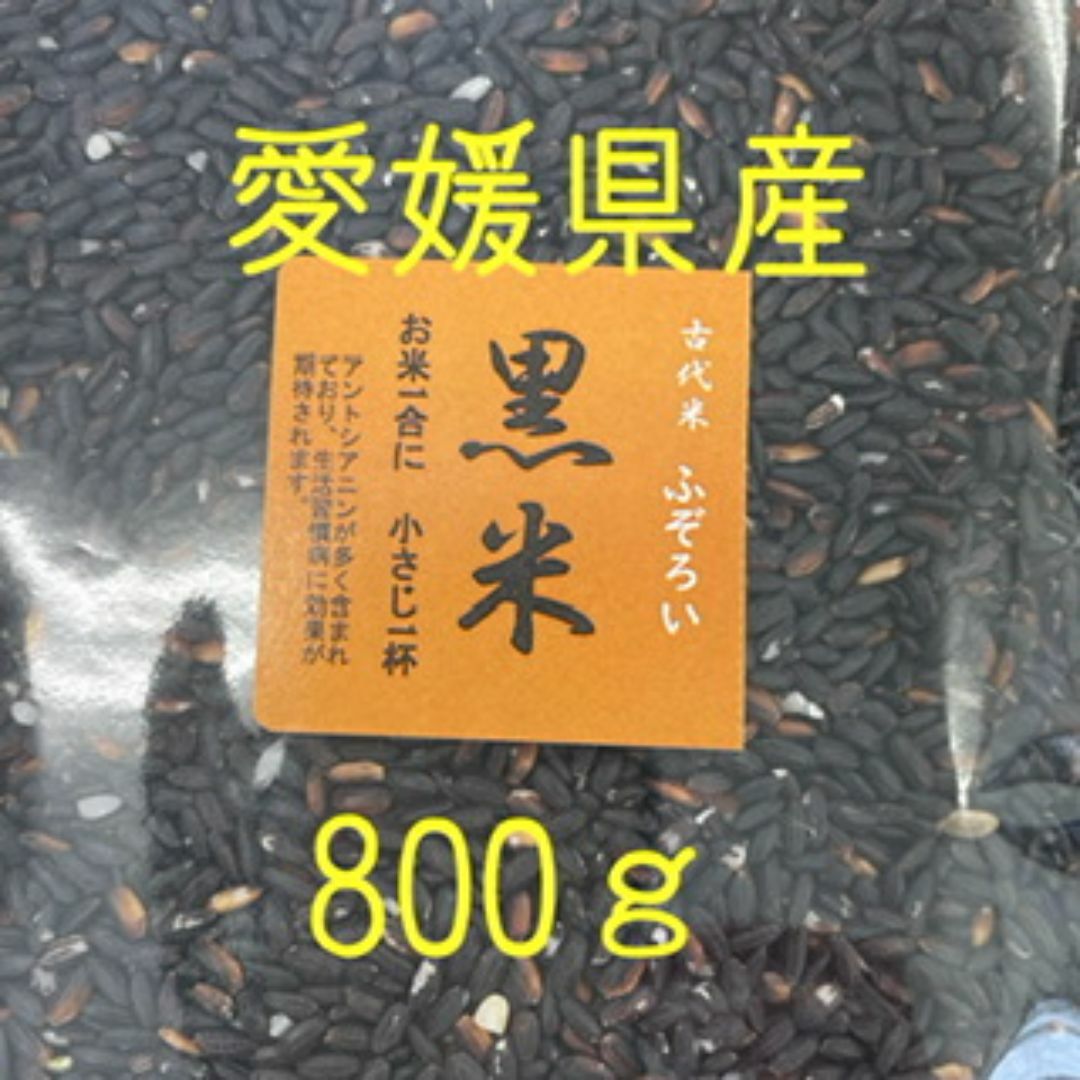 愛媛県産
古代米 ふぞろい
黒米
お米一合に 小さじ一杯
アントシアニンが多く含まれ
ており、生活習慣病に効果が
期待されます。
800g